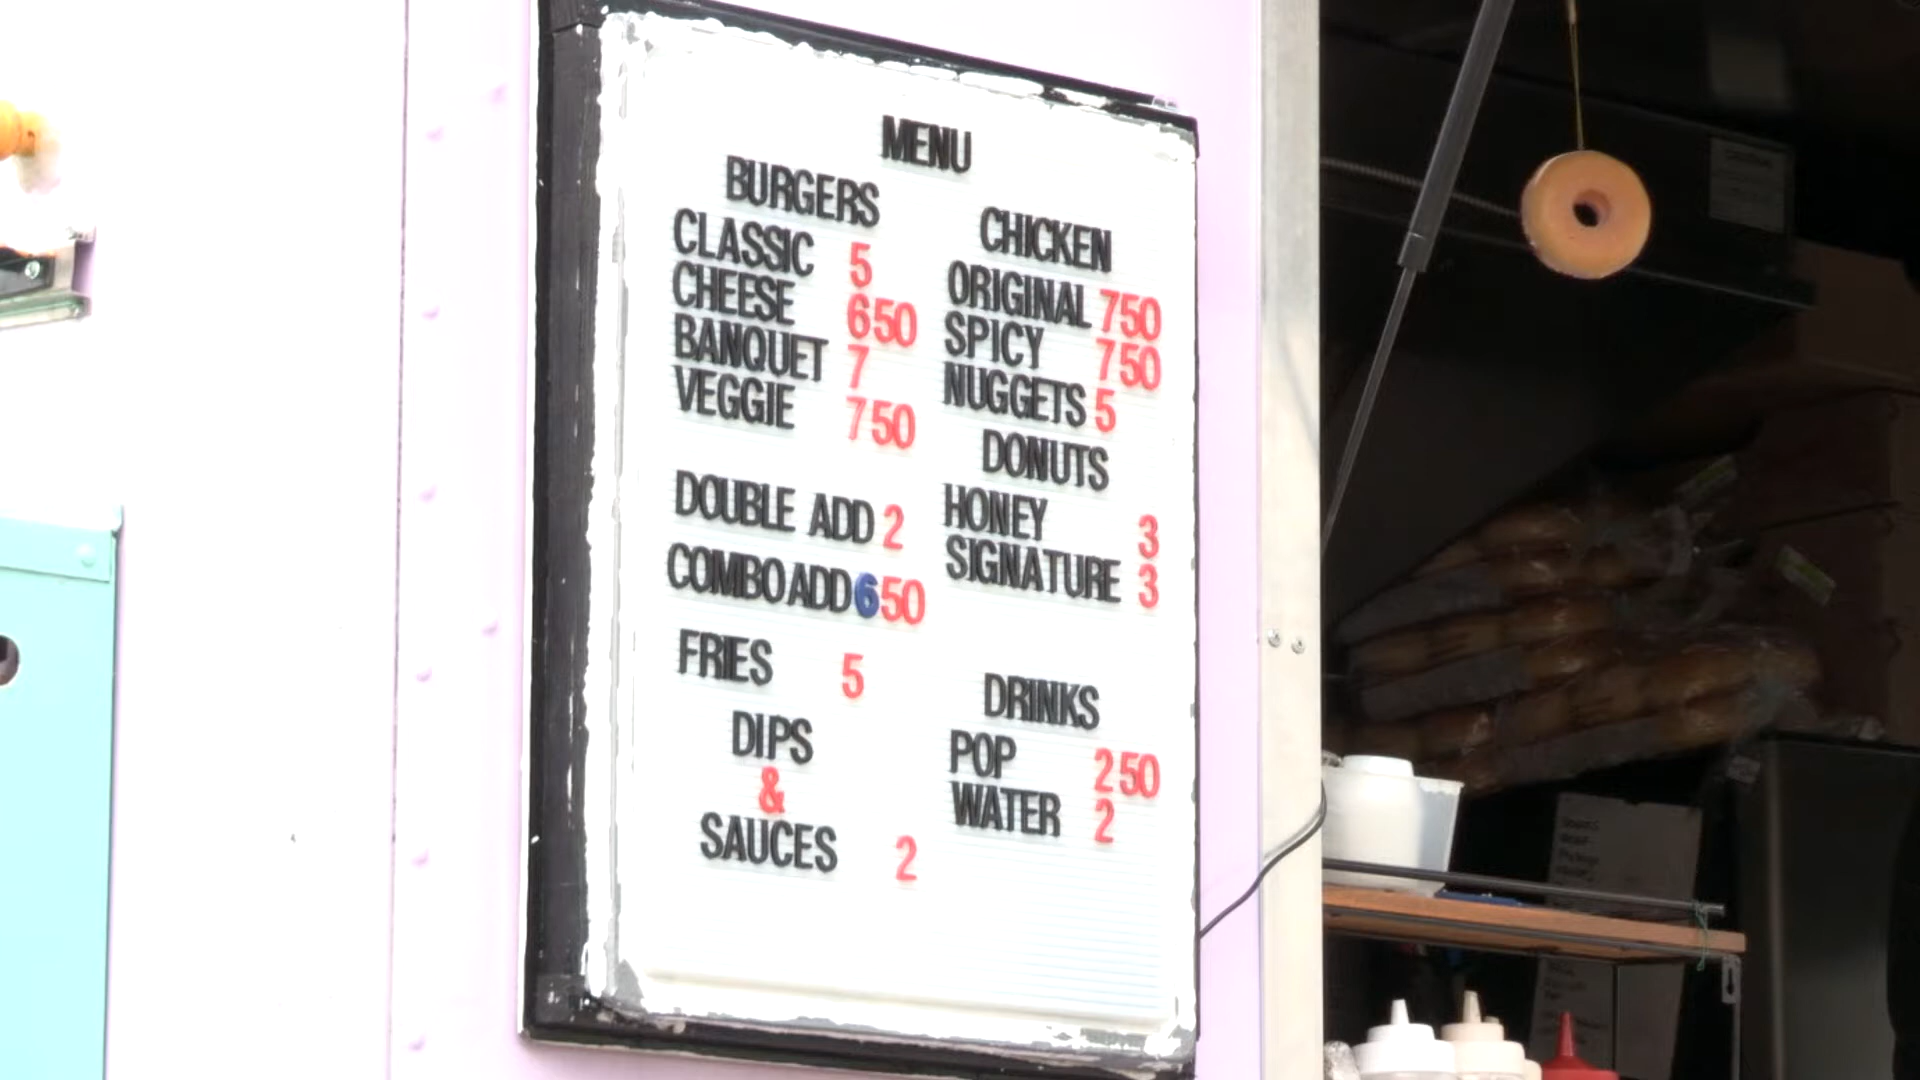 MENU
BURGERS
CLASSIC 5
CHEESE 650
BANQUET 7
VEGGIE 750
DOUBLE ADD 2
COMBO ADD 650
FRIES 5
DIPS
&
SAUCES 2
CHICKEN
ORIGINAL 750
SPICY 750
NUGGETS 5
DONUTS
HONEY 3
SIGNATURE 3
DRINKS
POP 250
WATER 2